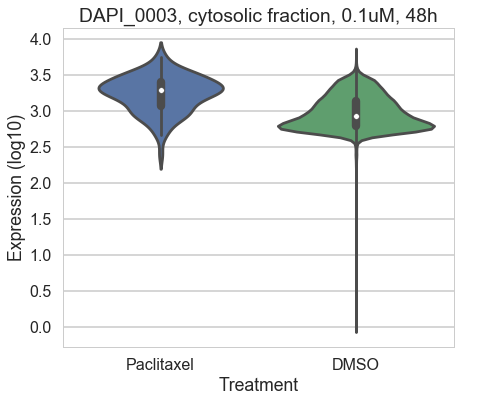 DAPI_0003, cytosolic fraction, 0.1uM, 48h
Expression (log10)
4.0
3.5
3.0
2.5
2.0
1.5
1.0
0.5
0.0
Paclitaxel
DMSO
Treatment